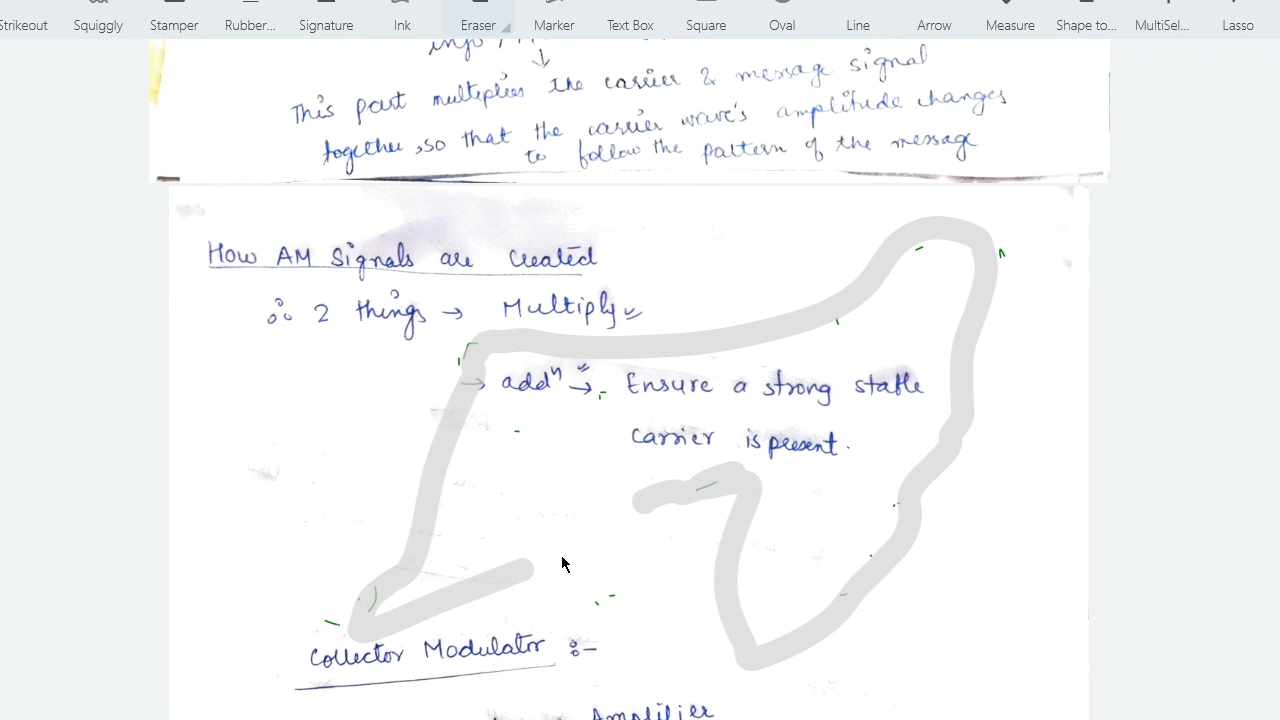 Strikeout Squiggly Stamper Rubber... Signature Ink Eraser Marker Text Box Square Oval Line Arrow Measure Shape to... MultiSel... Lasso
info
↓
This part multiplies the carrier & message signal
together, so that the carrier wave's amplitude changes
to follow the pattern of the message
How AM Signals are Created
2 things → Multiply
→ addⁿ → Ensure a strong stable
carrier is present.
Collector Modulator :-
Amplifier